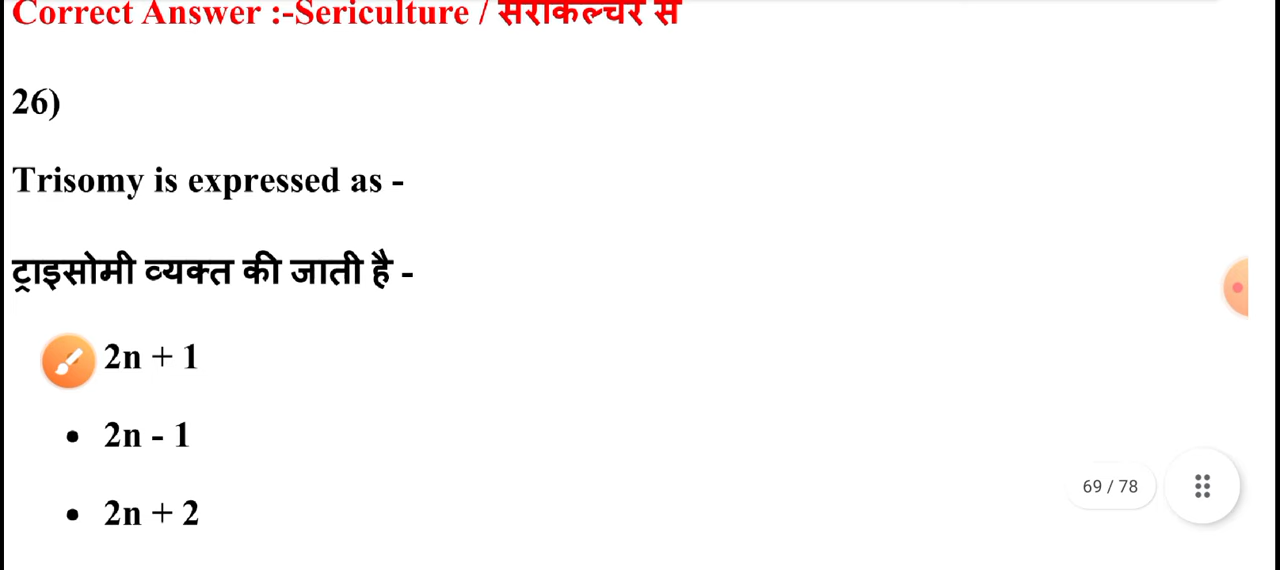 Correct Answer :-Sericulture / सेरीकल्चर से
26)
Trisomy is expressed as -
ट्राइसोमी व्यक्त की जाती है -
2n + 1
• 2n - 1
• 2n + 2
69 / 78